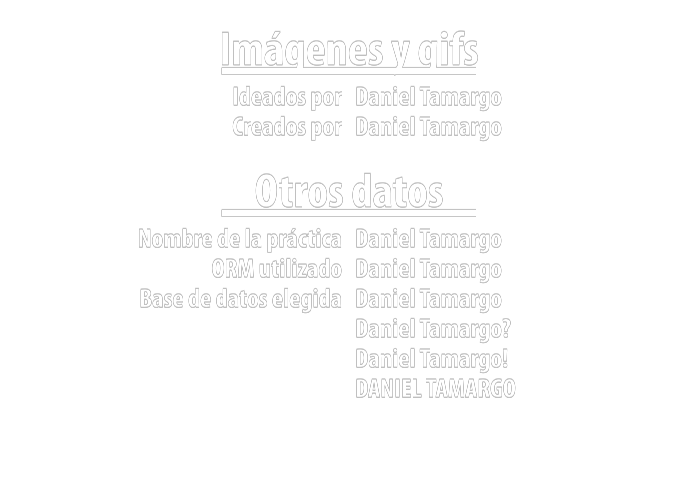 Imágenes y gifs
Ideados por Daniel Tamargo
Creados por Daniel Tamargo
Otros datos
Nombre de la práctica Daniel Tamargo
ORM utilizado Daniel Tamargo
Base de datos elegida Daniel Tamargo
Daniel Tamargo?
Daniel Tamargo!
DANIEL TAMARGO